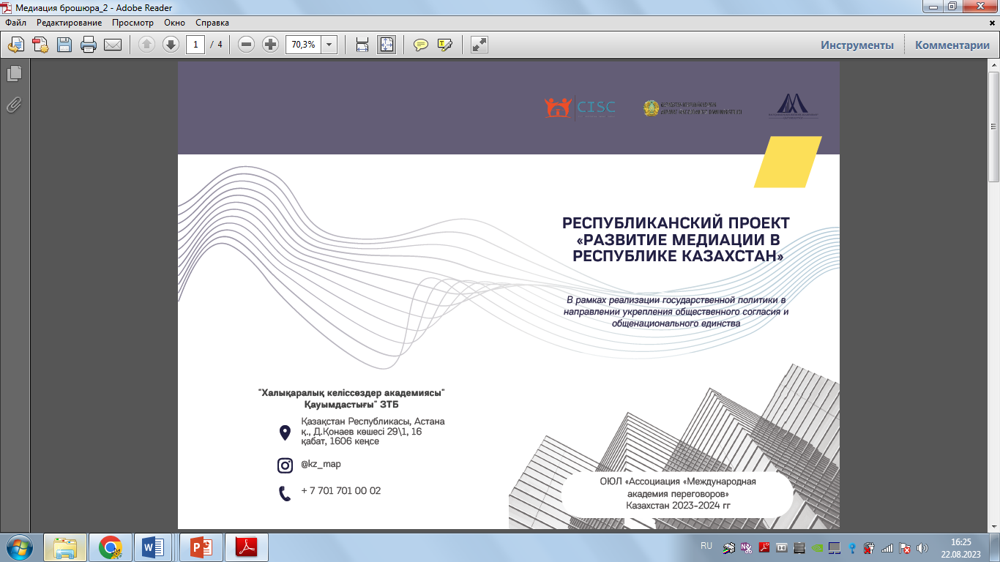 Медиация брошюра_2 - Adobe Reader
Файл Редактирование Просмотр Окно Справка
1 / 4 70,3% Инструменты Комментарии
CISC
РЕСПУБЛИКАНСКИЙ ПРОЕКТ
«РАЗВИТИЕ МЕДИАЦИИ В
РЕСПУБЛИКЕ КАЗАХСТАН»
В рамках реализации государственной политики в
направлении укрепления общественного согласия и
общенационального единства
"Халықаралық келіссөздер академиясы"
Қауымдастығы" ЗТБ
Қазақстан Республикасы, Астана
қ., Д.Қонаев көшесі 29\1, 16
қабат, 1606 кеңсе
@kz_map
+ 7 701 701 00 02
ОЮЛ «Ассоциация «Международная
академия переговоров»
Казахстан 2023-2024 гг
RU
16:25
22.08.2023